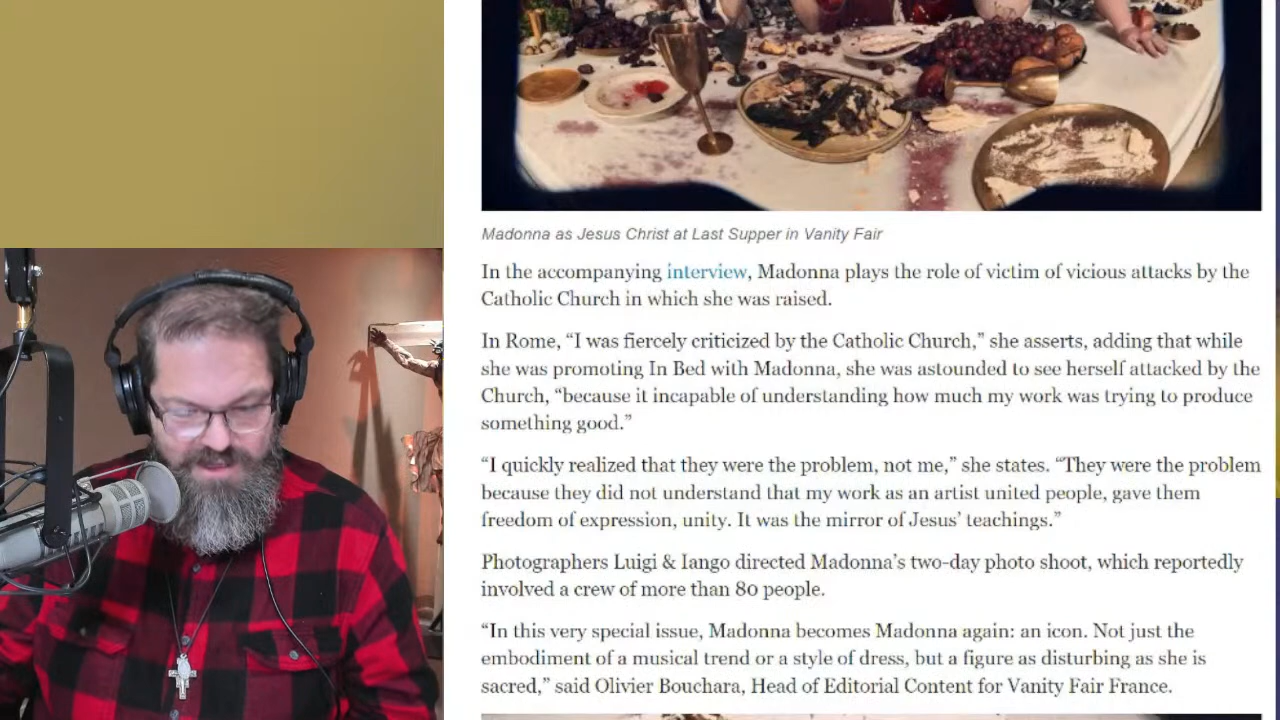 Madonna as Jesus Christ at Last Supper in Vanity Fair
In the accompanying interview, Madonna plays the role of victim of vicious attacks by the
Catholic Church in which she was raised.
In Rome, “I was fiercely criticized by the Catholic Church,” she asserts, adding that while
she was promoting In Bed with Madonna, she was astounded to see herself attacked by the
Church, “because it incapable of understanding how much my work was trying to produce
something good.”
“I quickly realized that they were the problem, not me,” she states. “They were the problem
because they did not understand that my work as an artist united people, gave them
freedom of expression, unity. It was the mirror of Jesus’ teachings.”
Photographers Luigi & Iango directed Madonna’s two-day photo shoot, which reportedly
involved a crew of more than 80 people.
“In this very special issue, Madonna becomes Madonna again: an icon. Not just the
embodiment of a musical trend or a style of dress, but a figure as disturbing as she is
sacred,” said Olivier Bouchara, Head of Editorial Content for Vanity Fair France.